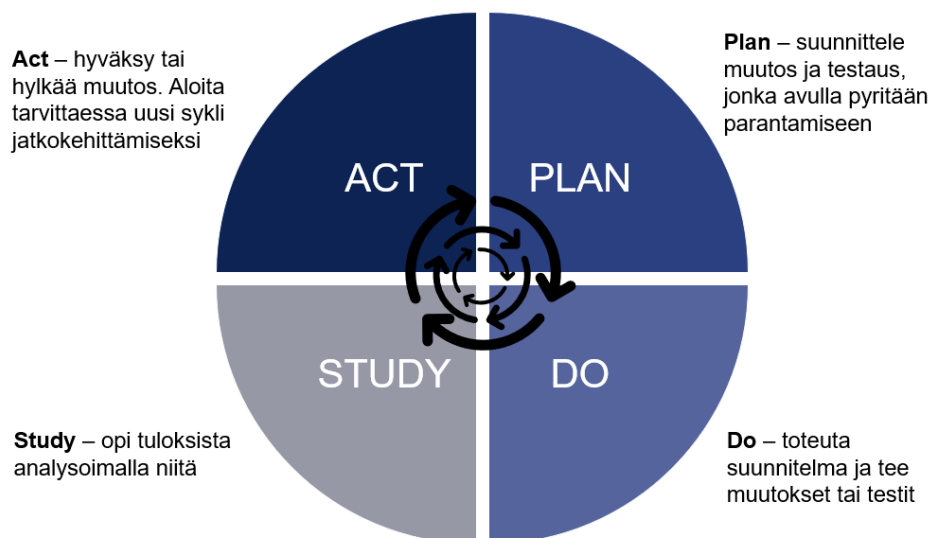 Act – hyväksy tai
hylkää muutos. Aloita
tarvittaessa uusi sykli
jatkokehittämiseksi
Plan – suunnittele
muutos ja testaus,
jonka avulla pyritään
parantamiseen
ACT
PLAN
STUDY
DO
Study – opi tuloksista
analysoimalla niitä
Do – toteuta
suunnitelma ja tee
muutokset tai testit